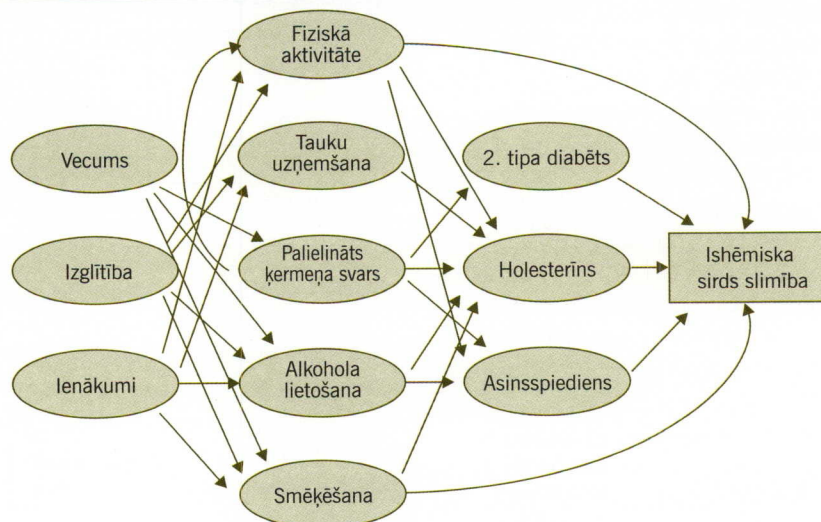 Fiziskā
aktivitāte
Vecums
Tauku
uzņemšana
2. tipa diabēts
Izglītība
Palielināts
ķermeņa svars
Holesterīns
Ishēmiska
sirds slimība
Ienākumi
Alkohola
lietošana
Asinsspiediens
Smēķēšana